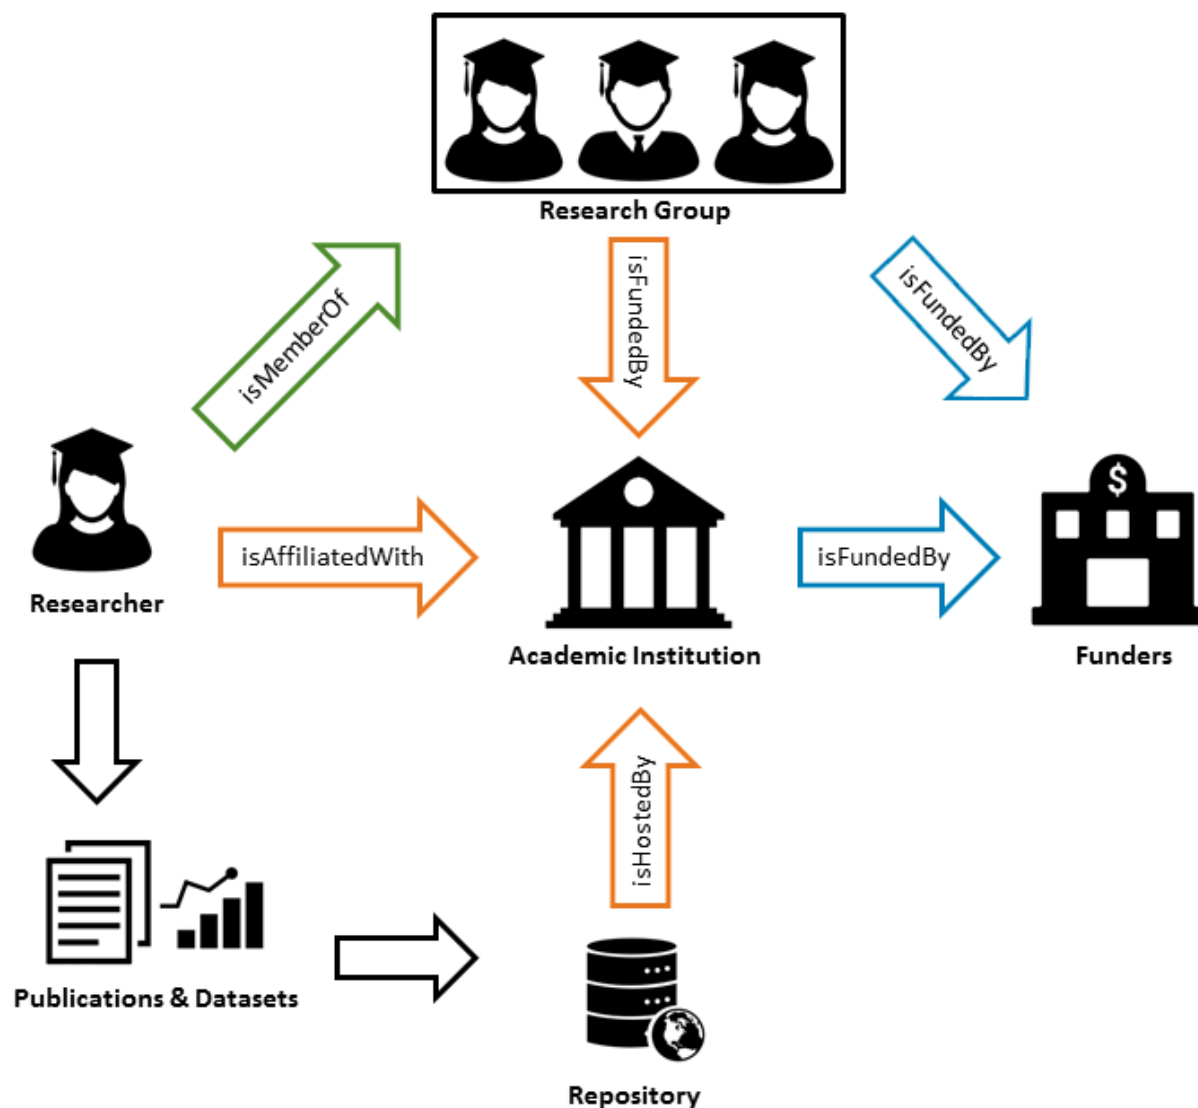 Research Group
isMemberOf
isFundedBy
isFundedBy
$
Researcher
isAffiliatedWith
isFundedBy
Academic Institution
Funders
isHostedBy
Publications & Datasets
Repository